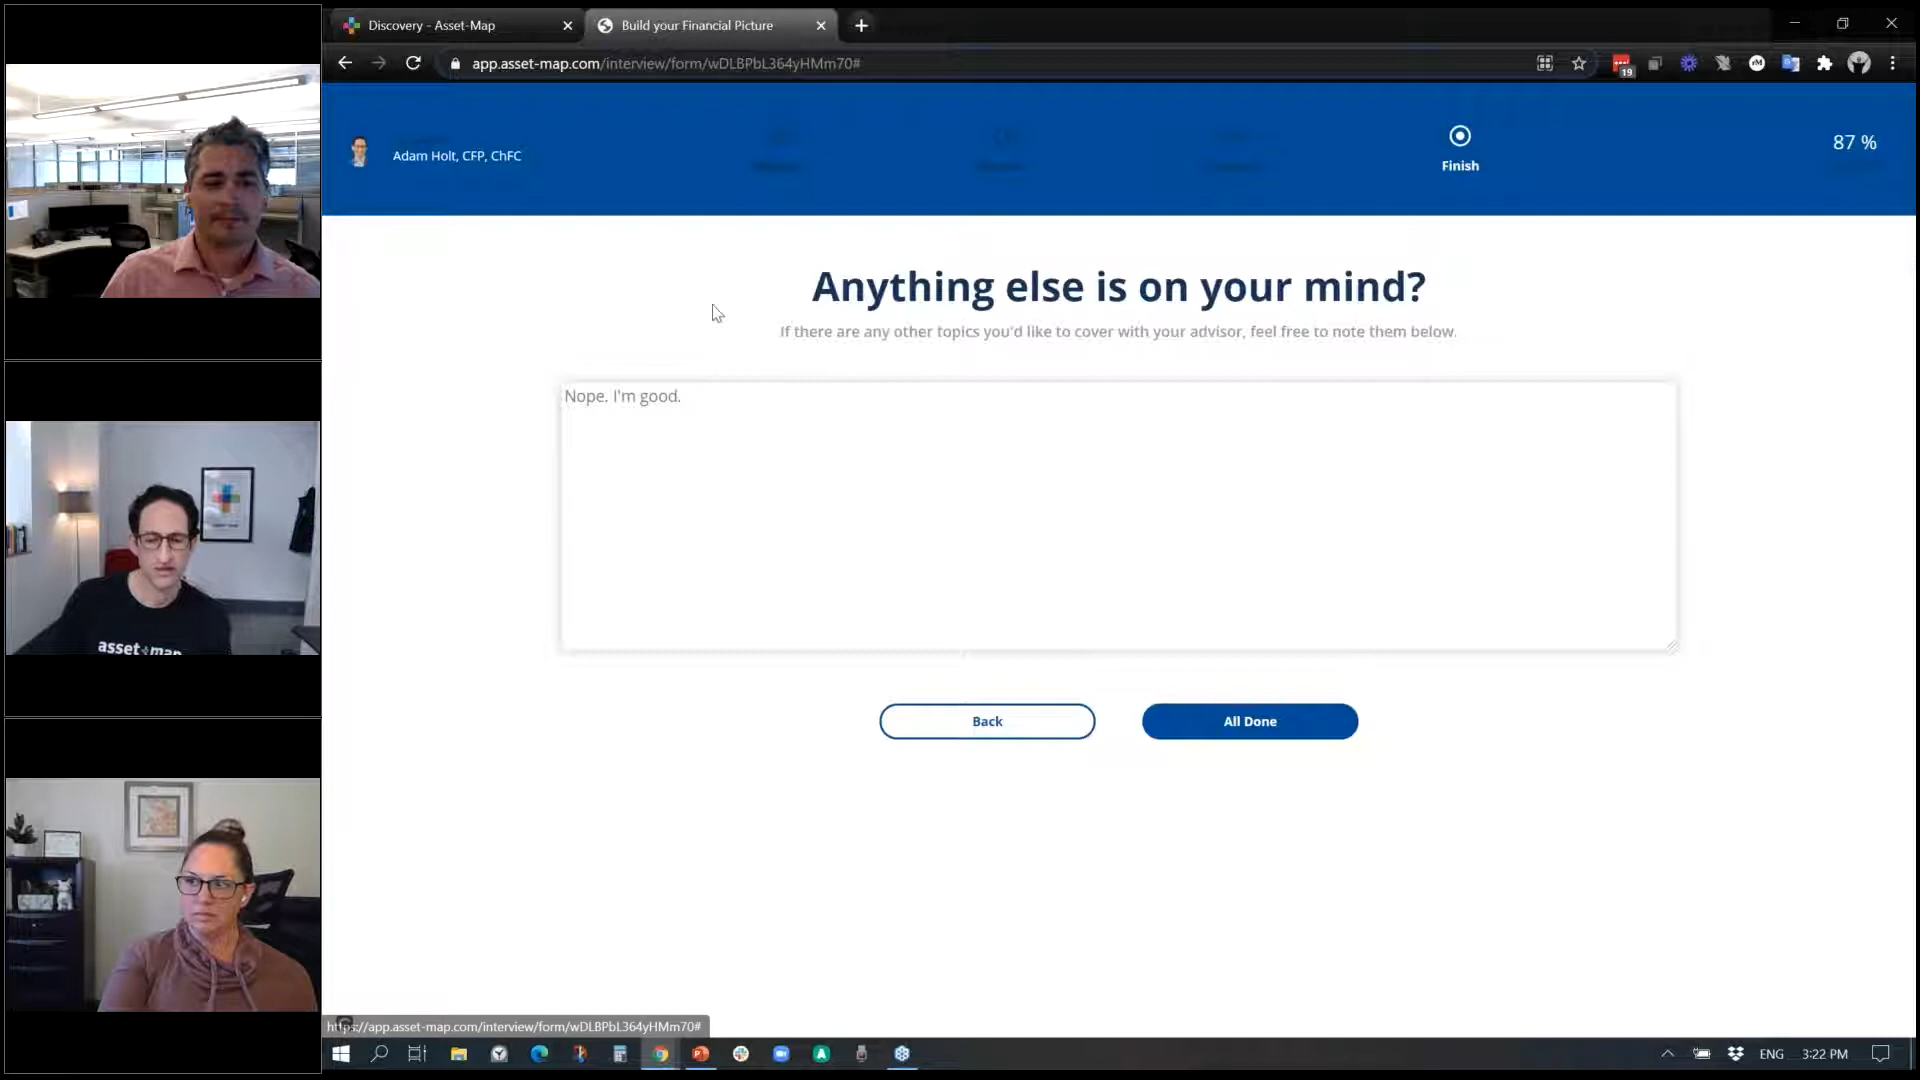 Discovery - Asset-Map
Build your Financial Picture
app.asset-map.com/interview/form/wDLBPbL364yHMm70#
19
Adam Holt, CFP, ChFC
Finish
87 %
Anything else is on your mind?
If there are any other topics you'd like to cover with your advisor, feel free to note them below.
Nope. I'm good.
Back
All Done
asset map
https://app.asset-map.com/interview/form/wDLBPbL364yHMm70#
ENG
3:22 PM